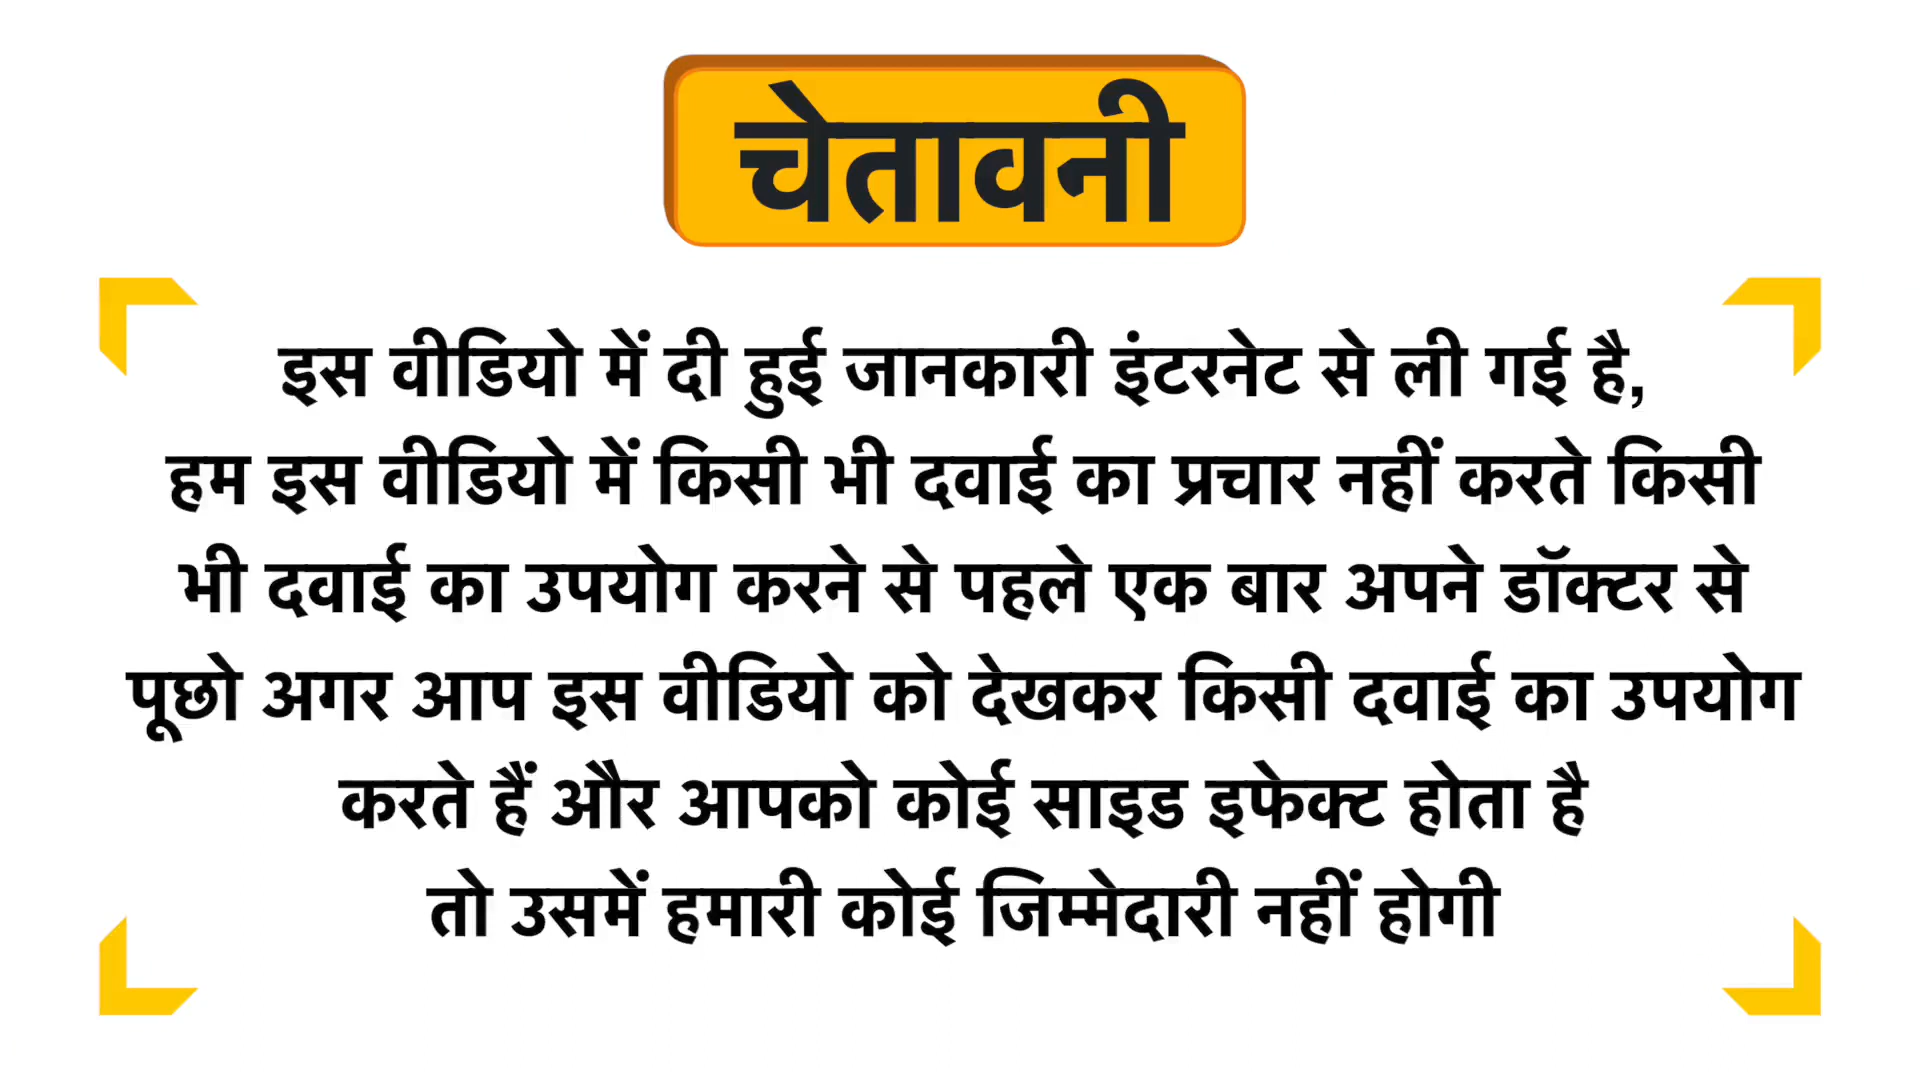 चेतावनी
इस वीडियो में दी हुई जानकारी इंटरनेट से ली गई है,
हम इस वीडियो में किसी भी दवाई का प्रचार नहीं करते किसी
भी दवाई का उपयोग करने से पहले एक बार अपने डॉक्टर से
पूछो अगर आप इस वीडियो को देखकर किसी दवाई का उपयोग
करते हैं और आपको कोई साइड इफेक्ट होता है
तो उसमें हमारी कोई जिम्मेदारी नहीं होगी